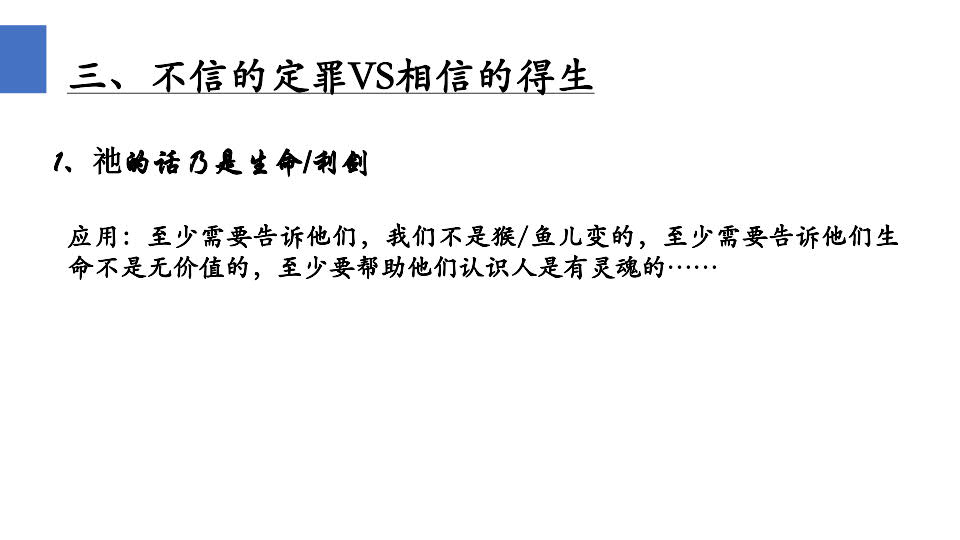 三、不信的定罪VS相信的得生
1、祂的话乃是生命/利剑
应用：至少需要告诉他们，我们不是猴/鱼儿变的，至少需要告诉他们生
命不是无价值的，至少要帮助他们认识人是有灵魂的……